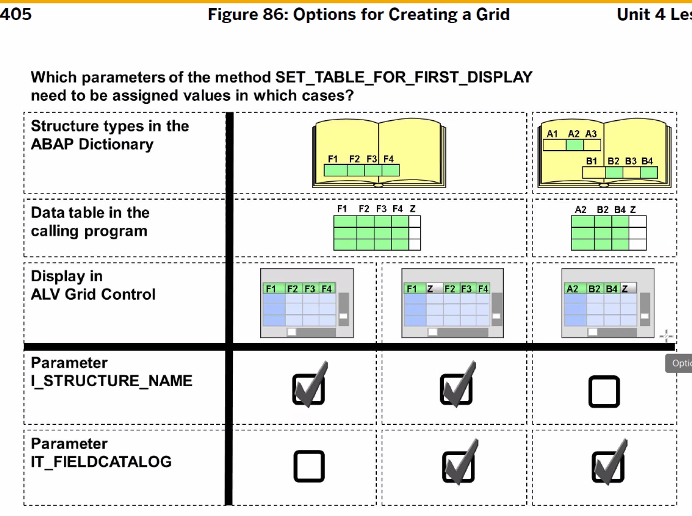 405 Figure 86: Options for Creating a Grid Unit 4 Les
Which parameters of the method SET_TABLE_FOR_FIRST_DISPLAY
need to be assigned values in which cases?
Structure types in the
ABAP Dictionary
F1 F2 F3 F4
A1 A2 A3
B1 B2 B3 B4
Data table in the
calling program
F1 F2 F3 F4 Z
A2 B2 B4 Z
Display in
ALV Grid Control
F1 F2 F3 F4
F1 Z F2 F3 F4
A2 B2 B4 Z
Parameter
I_STRUCTURE_NAME
Optio
Parameter
IT_FIELDCATALOG